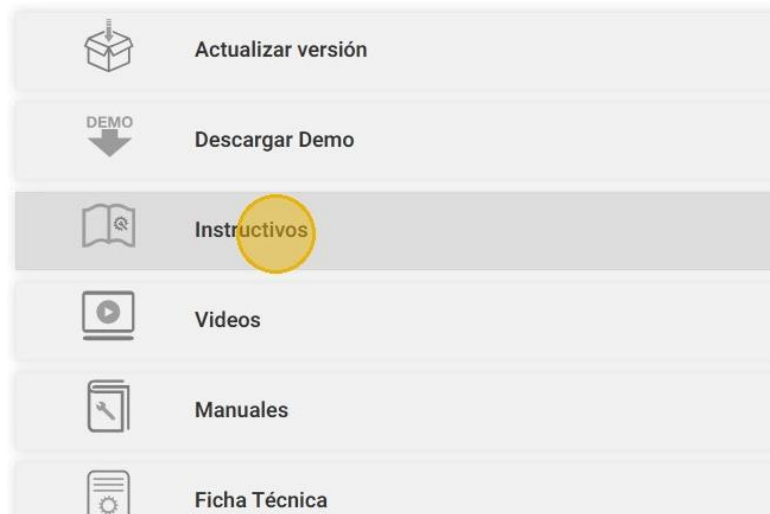 Actualizar versión
DEMO
Descargar Demo
Instructivos
Videos
Manuales
Ficha Técnica